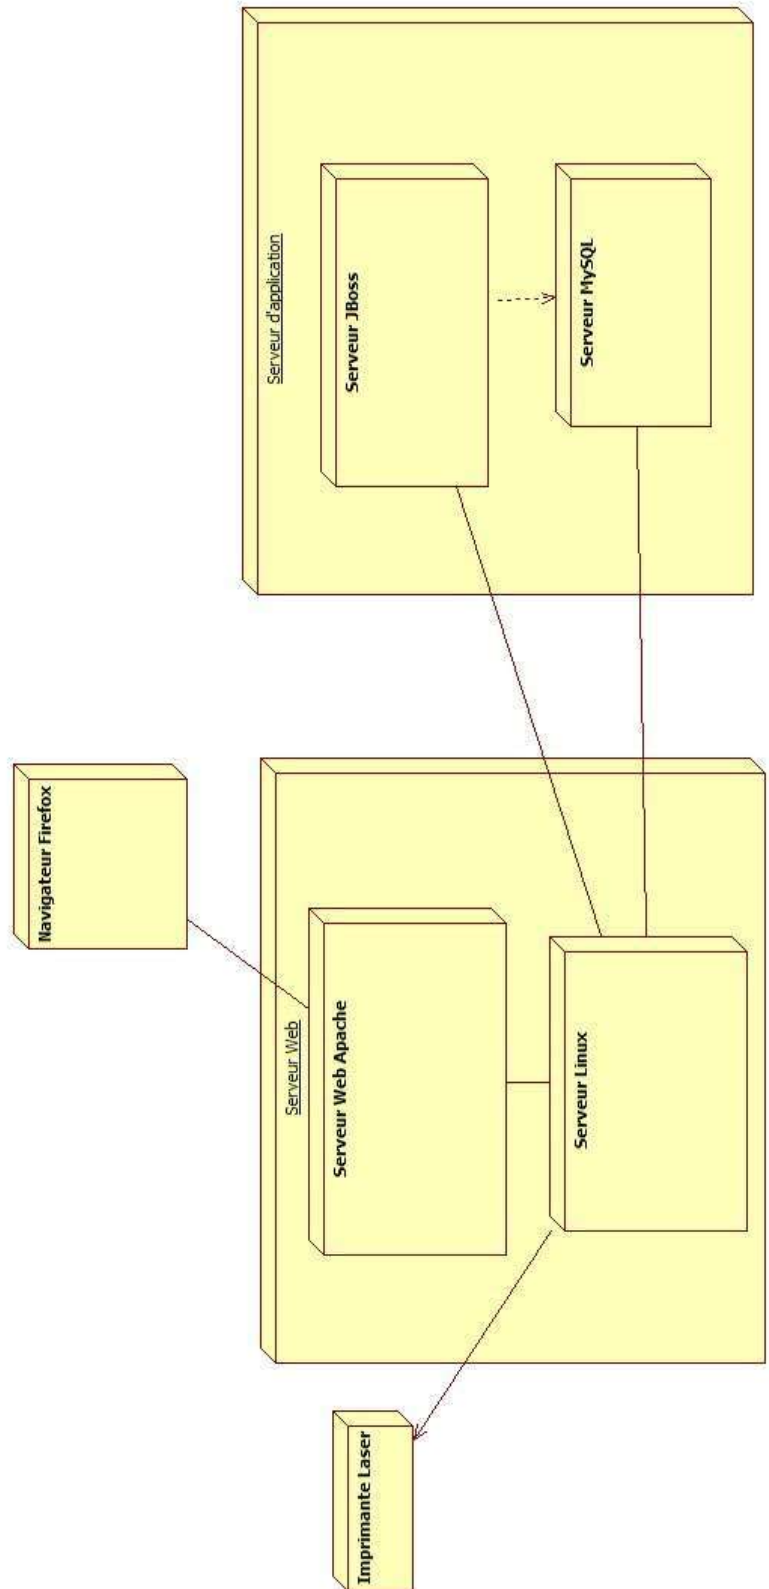 Navigateur Firefox
Imprimante Laser
Serveur Web
Serveur Web Apache
Serveur Linux
Serveur d'application
Serveur JBoss
Serveur MySQL